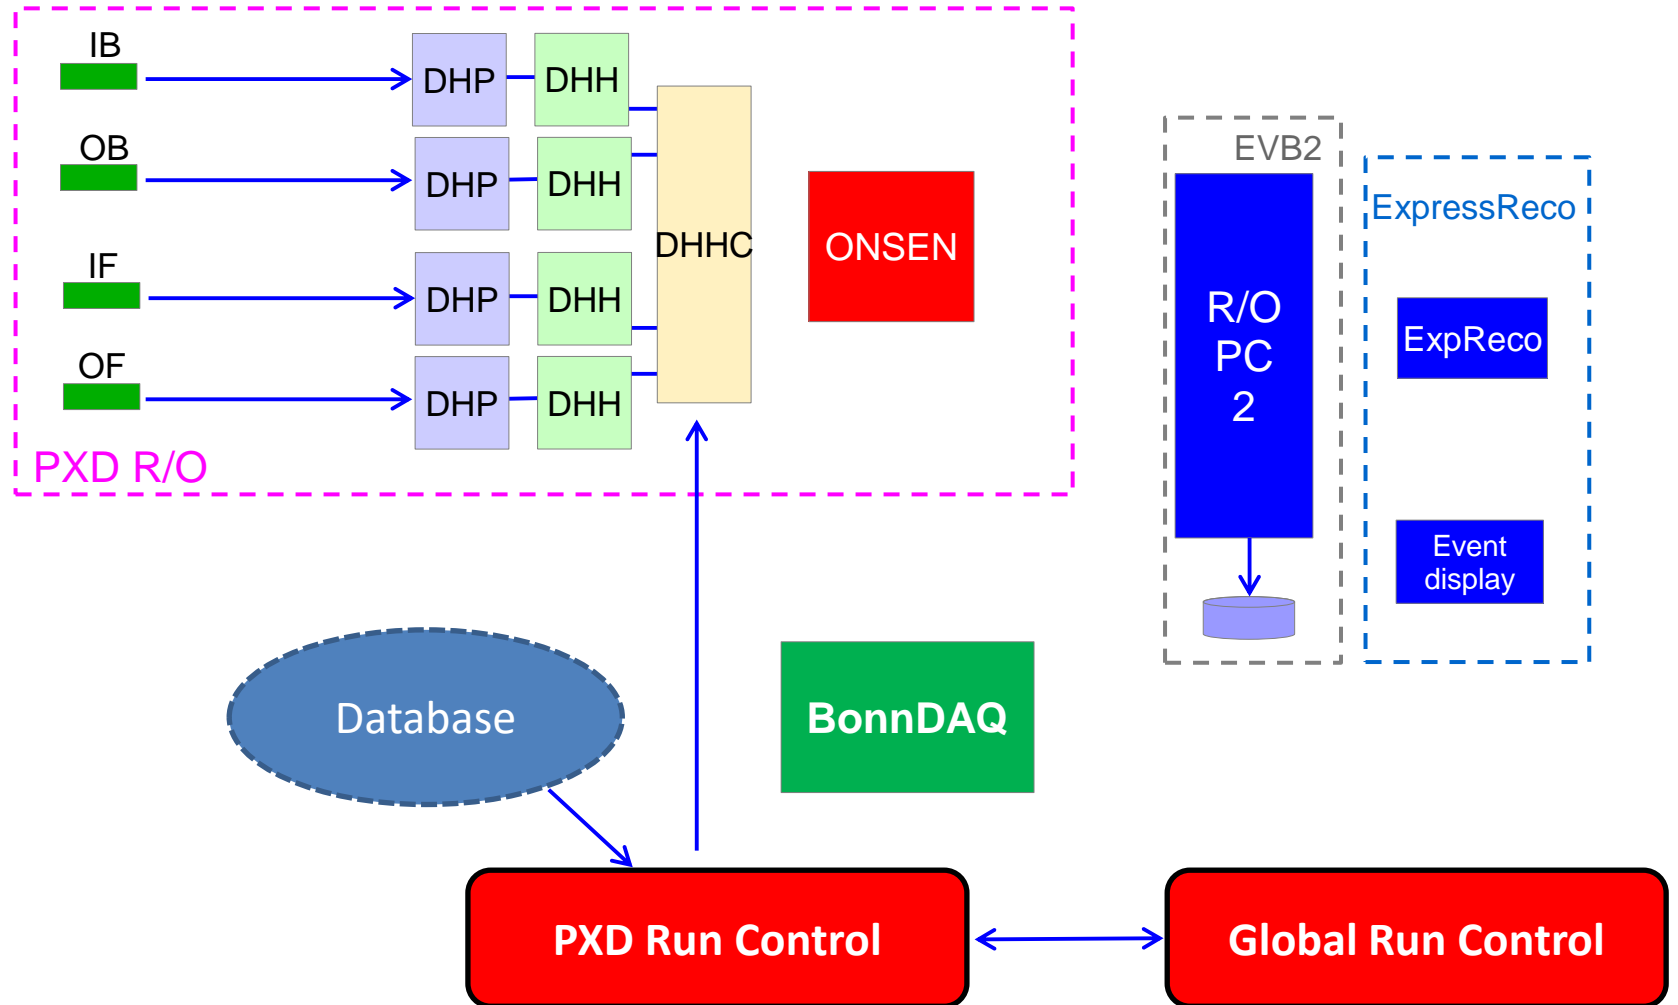 IB
DHP
DHH
OB
DHP
DHH
DHHC
ONSEN
IF
DHP
DHH
OF
DHP
DHH
PXD R/O
EVB2
R/O
PC
2
ExpressReco
ExpReco
Event
display
Database
BonnDAQ
PXD Run Control
Global Run Control